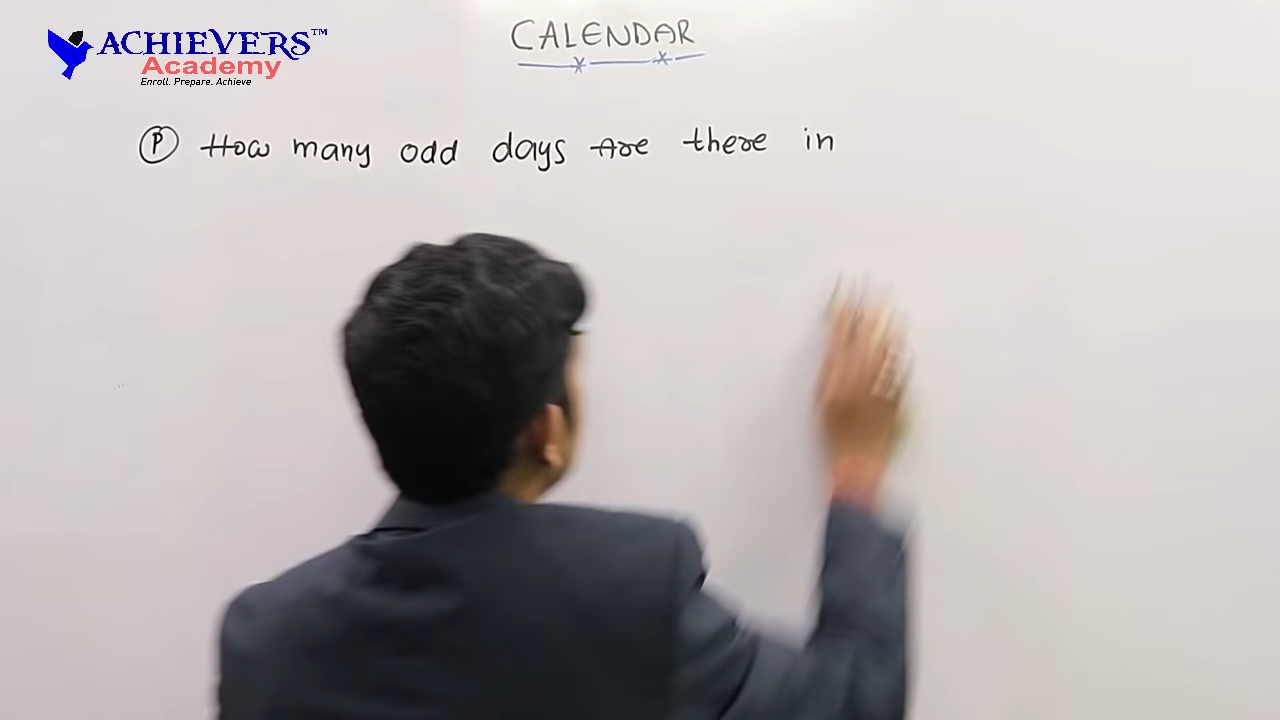 CALENDAR
ACHIEVERS™
Academy
Enroll. Prepare. Achieve
P How many odd days are there in